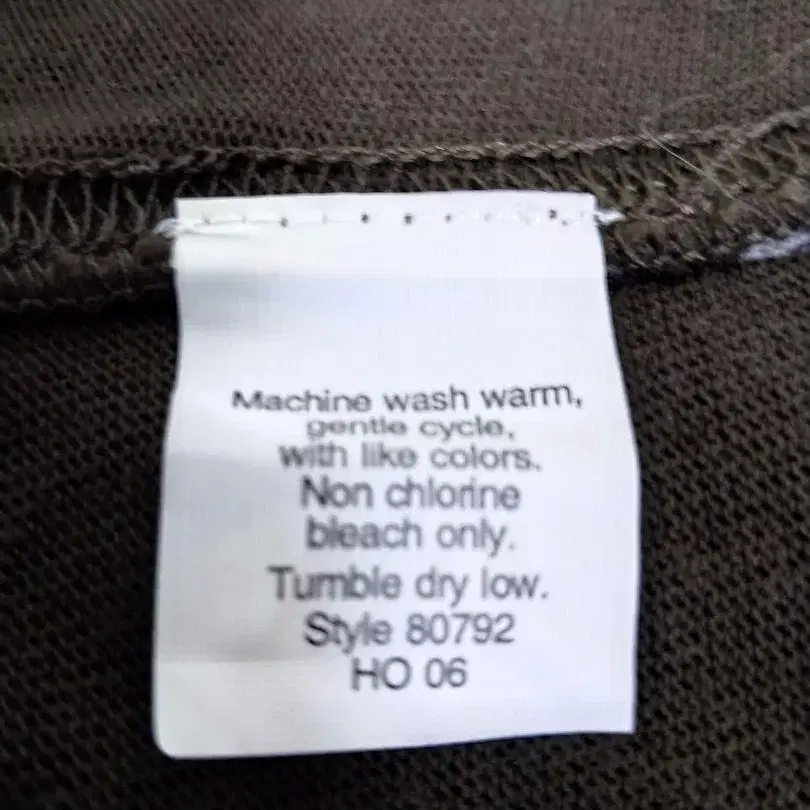 Machine wash warm,
gentle cycle,
with like colors.
Non chlorine
bleach only.
Tumble dry low.
Style 80792
HO 06